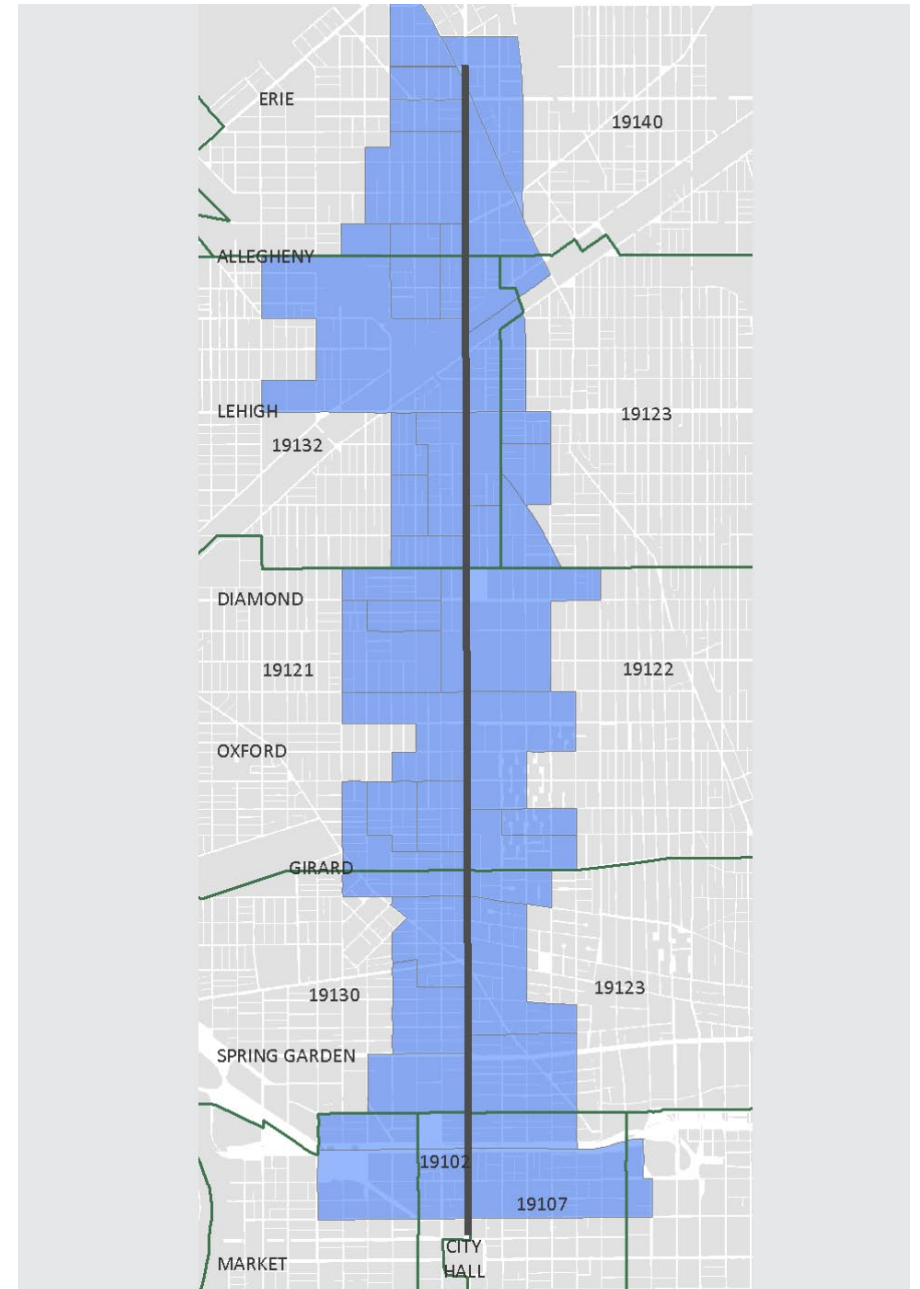 ERIE
19140
ALLEGHENY
LEHIGH
19123
19132
DIAMOND
19121
19122
OXFORD
GIRARD
19130
19123
SPRING GARDEN
19102
19107
CITY
HALL
MARKET